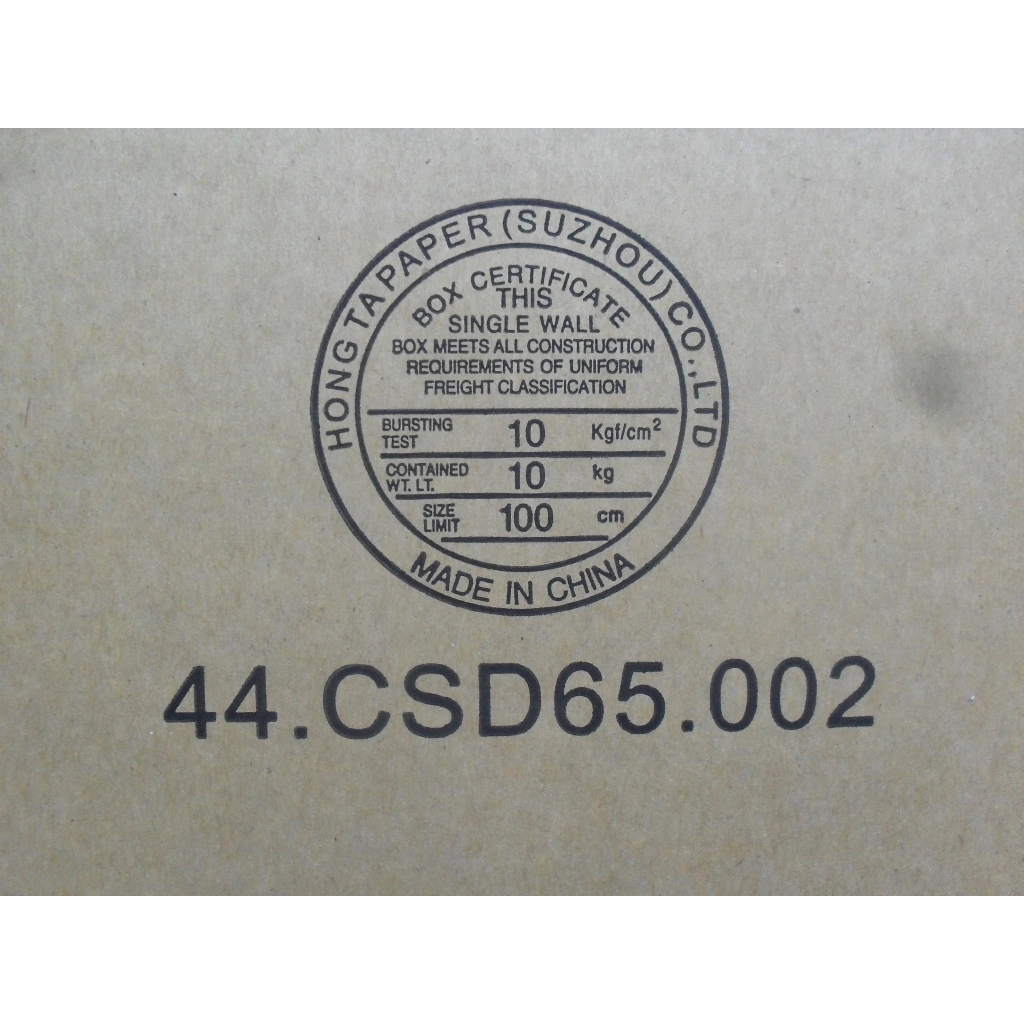 HONG TA PAPER (SUZHOU) CO., LTD
BOX CERTIFICATE
THIS
SINGLE WALL
BOX MEETS ALL CONSTRUCTION
REQUIREMENTS OF UNIFORM
FREIGHT CLASSIFICATION
BURSTING TEST 10 Kgf/cm²
CONTAINED WT. LT. 10 kg
SIZE LIMIT 100 cm
MADE IN CHINA
44.CSD65.002